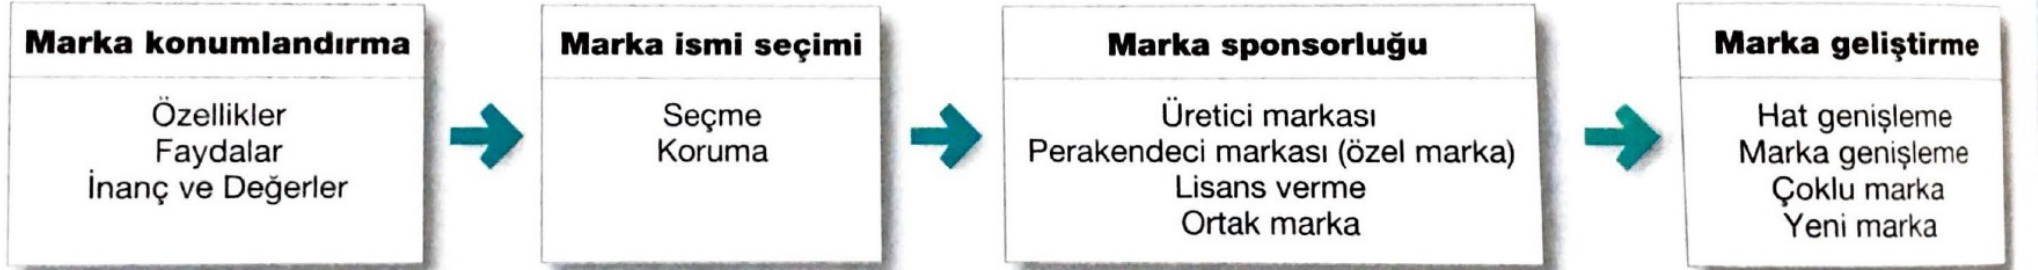 Marka konumlandırma
Özellikler
Faydalar
İnanç ve Değerler
Marka ismi seçimi
Seçme
Koruma
Marka sponsorluğu
Üretici markası
Perakendeci markası (özel marka)
Lisans verme
Ortak marka
Marka geliştirme
Hat genişleme
Marka genişleme
Çoklu marka
Yeni marka